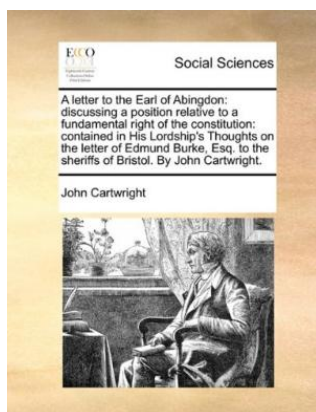 ECCO
Social Sciences
A letter to the Earl of Abingdon:
discussing a position relative to a
fundamental right of the constitution:
contained in His Lordship's Thoughts on
the letter of Edmund Burke, Esq. to the
sheriffs of Bristol. By John Cartwright.
John Cartwright